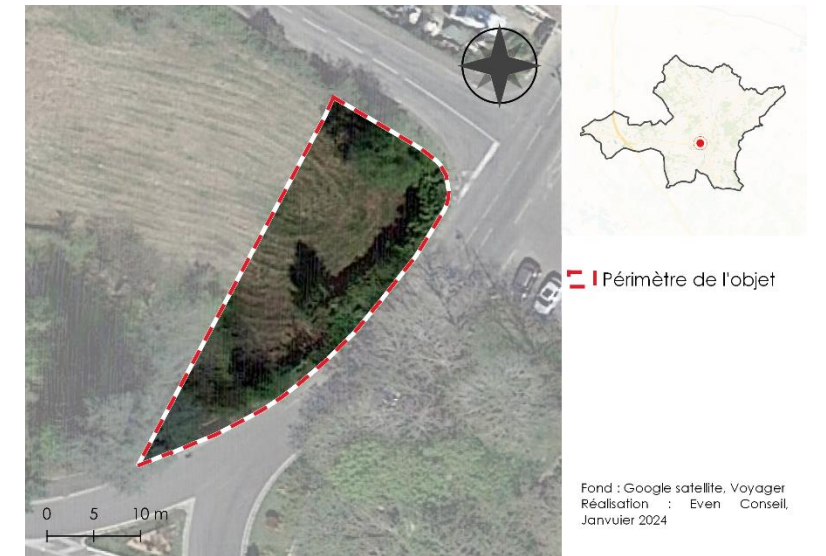 Périmètre de l'objet
0 5 10 m
Fond : Google satellite, Voyager
Réalisation : Even Conseil,
Janvuier 2024